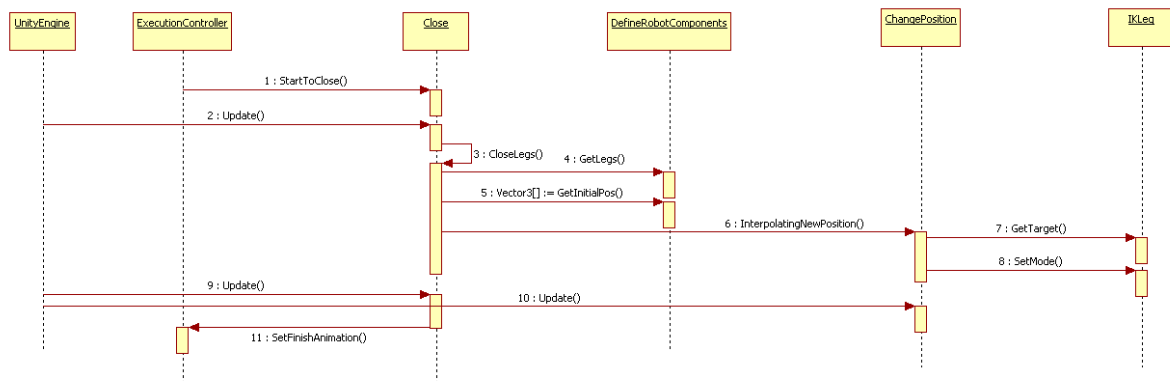 UnityEngine
ExecutionController
Close
DefineRobotComponents
ChangePosition
IKLeg
1 : StartToClose()
2 : Update()
3 : CloseLegs()
4 : GetLegs()
5 : Vector3[] := GetInitialPos()
6 : InterpolatingNewPosition()
7 : GetTarget()
8 : SetMode()
9 : Update()
10 : Update()
11 : SetFinishAnimation()